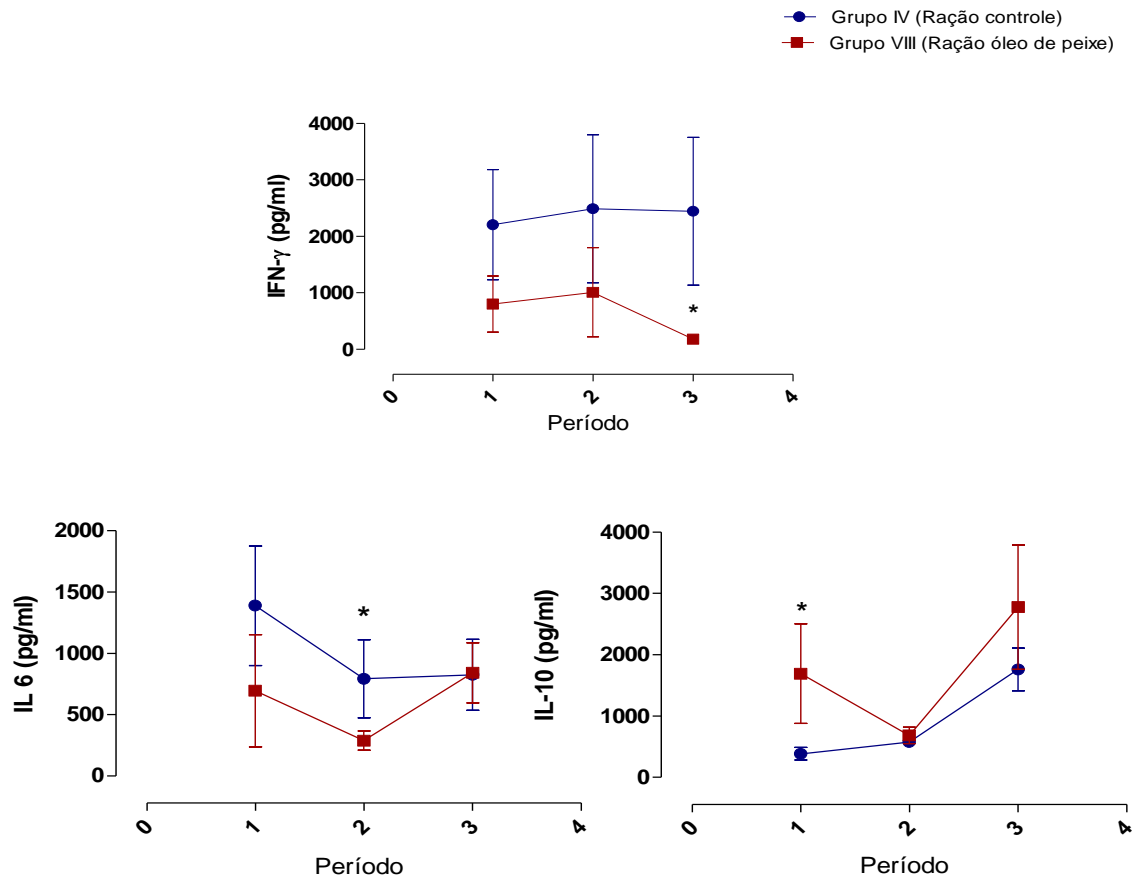 Grupo IV (Ração controle)
Grupo VIII (Ração óleo de peixe)
IFN-γ (pg/ml)
4000
3000
2000
1000
0
*
0 1 2 3 4
Período
IL 6 (pg/ml)
2000
1500
1000
500
0
*
0 1 2 3 4
Período
IL-10 (pg/ml)
4000
3000
2000
1000
0
*
0 1 2 3 4
Período